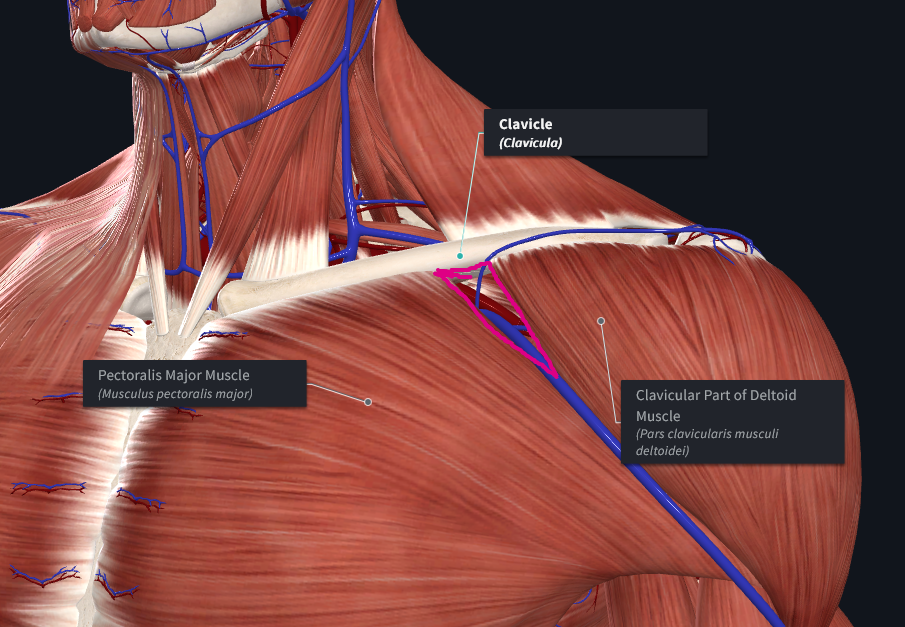 Clavicle
(Clavicula)
Pectoralis Major Muscle
(Musculus pectoralis major)
Clavicular Part of Deltoid
Muscle
(Pars clavicularis musculi
deltoidei)